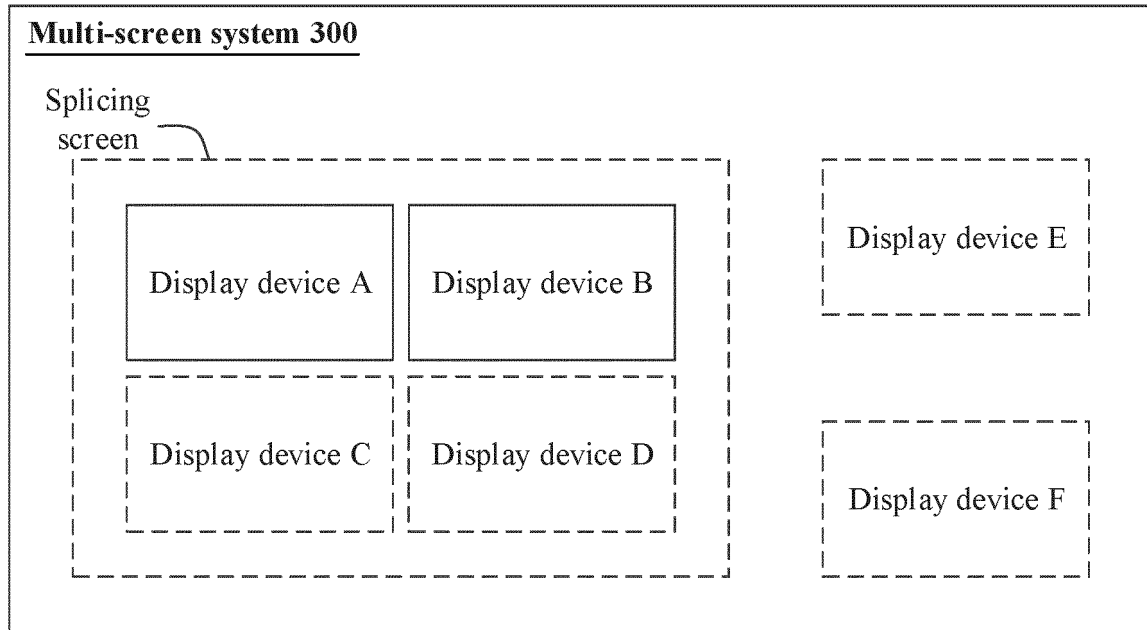 Multi-screen system 300
Splicing
screen
Display device A
Display device B
Display device C
Display device D
Display device E
Display device F